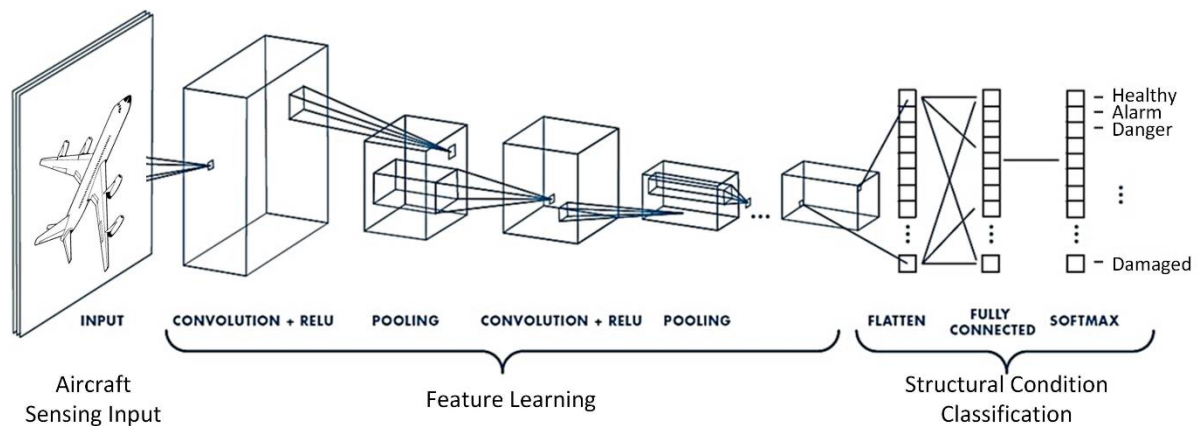 Healthy
Alarm
Danger
...
Damaged
...
INPUT
CONVOLUTION + RELU
POOLING
CONVOLUTION + RELU
POOLING
FLATTEN
FULLY
CONNECTED
SOFTMAX
Aircraft
Sensing Input
Feature Learning
Structural Condition
Classification